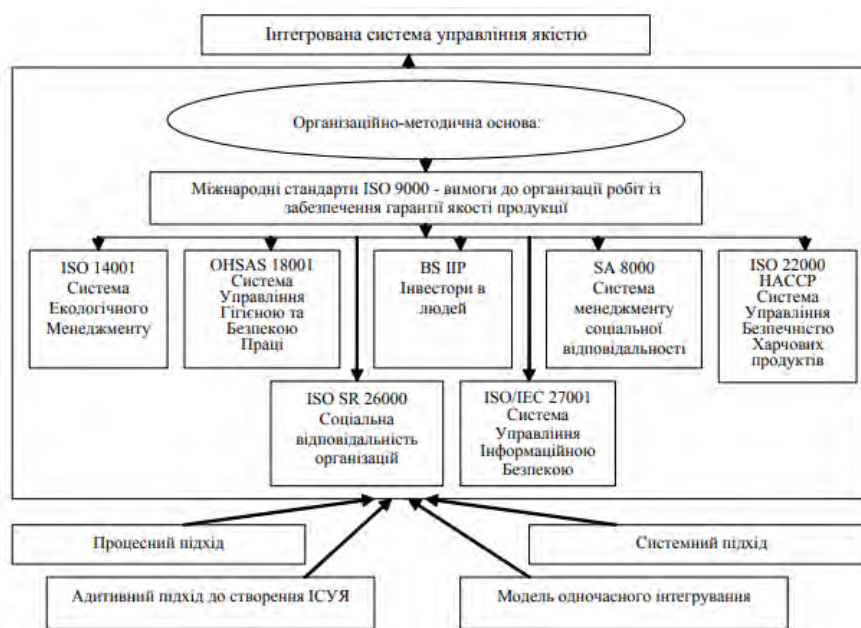 Інтегрована система управління якістю
Організаційно-методична основа:
Міжнародні стандарти ISO 9000 - вимоги до організації робіт із
забезпечення гарантії якості продукції
ISO 14001
Система
Екологічного
Менеджменту
OHSAS 18001
Система
Управління
Гігієною та
Безпекою
Праці
BS IIP
Інвестори в
людей
SA 8000
Система
менеджменту
соціальної
відповідальності
ISO 22000
HACCP
Система
Управління
Безпечністю
Харчових
продуктів
ISO SR 26000
Соціальна
відповідальність
організацій
ISO/IEC 27001
Система
Управління
Інформаційною
Безпекою
Процесний підхід
Системний підхід
Адитивний підхід до створення ІСУЯ
Модель одночасного інтегрування